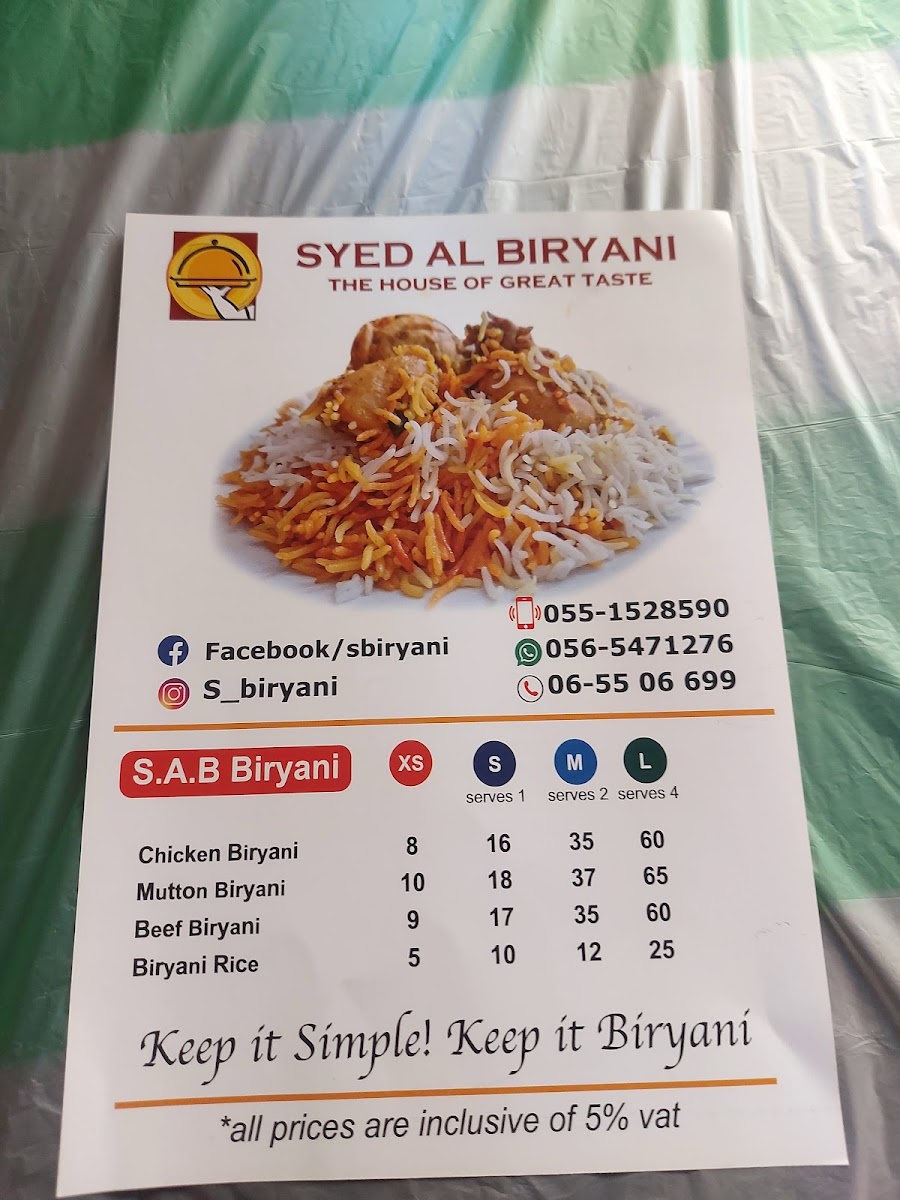 SYED AL BIRYANI
THE HOUSE OF GREAT TASTE
Facebook/sbiryani
S_biryani
055-1528590
056-5471276
06-55 06 699
S.A.B Biryani XS S M L
serves 1 serves 2 serves 4
Chicken Biryani 8 16 35 60
Mutton Biryani 10 18 37 65
Beef Biryani 9 17 35 60
Biryani Rice 5 10 12 25
Keep it Simple! Keep it Biryani
*all prices are inclusive of 5% vat